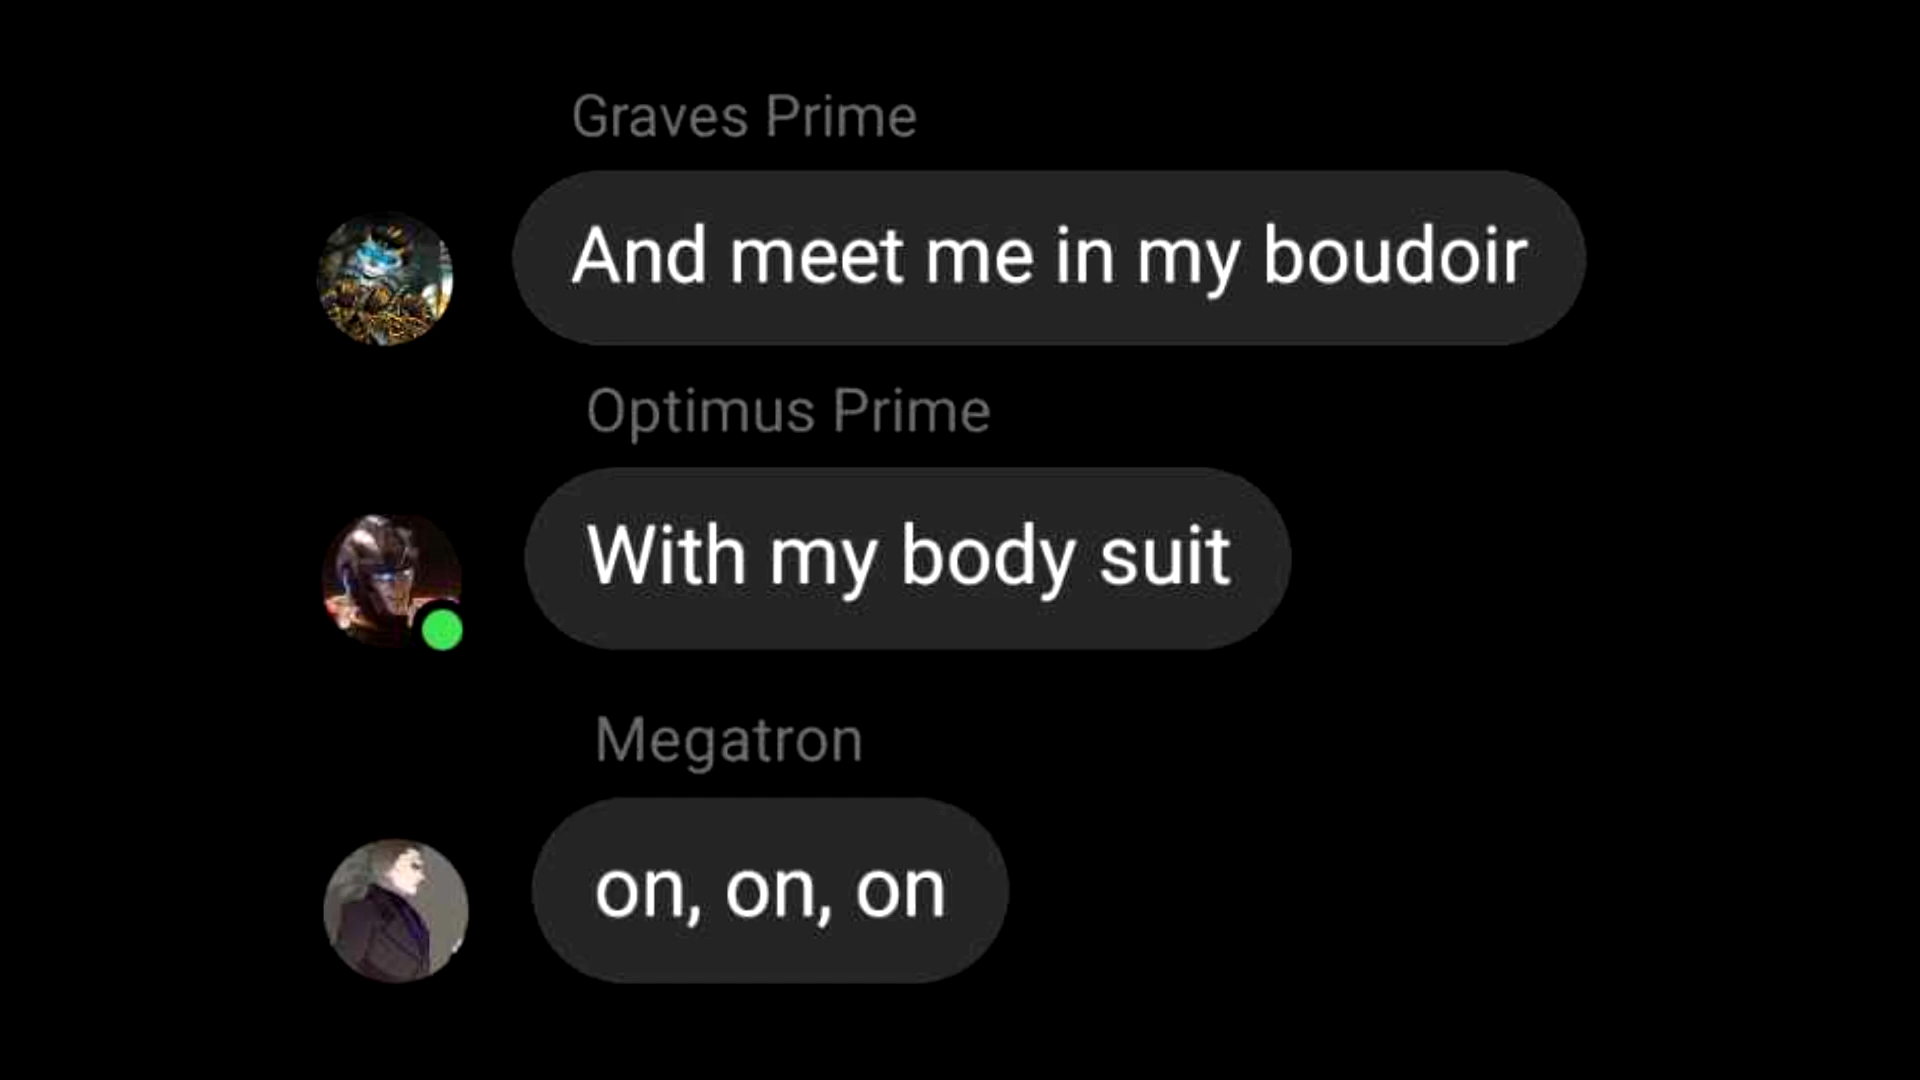 Graves Prime
And meet me in my boudoir
Optimus Prime
With my body suit
Megatron
on, on, on